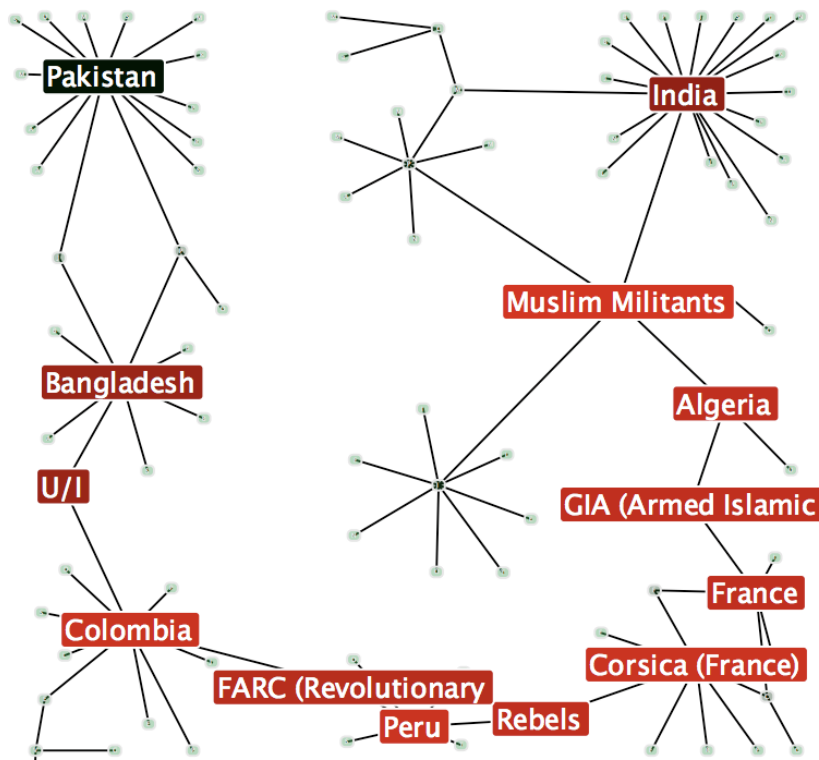 Pakistan
India
Muslim Militants
Bangladesh
Algeria
U/I
GIA (Armed Islamic
France
Colombia
Corsica (France)
FARC (Revolutionary
Peru
Rebels